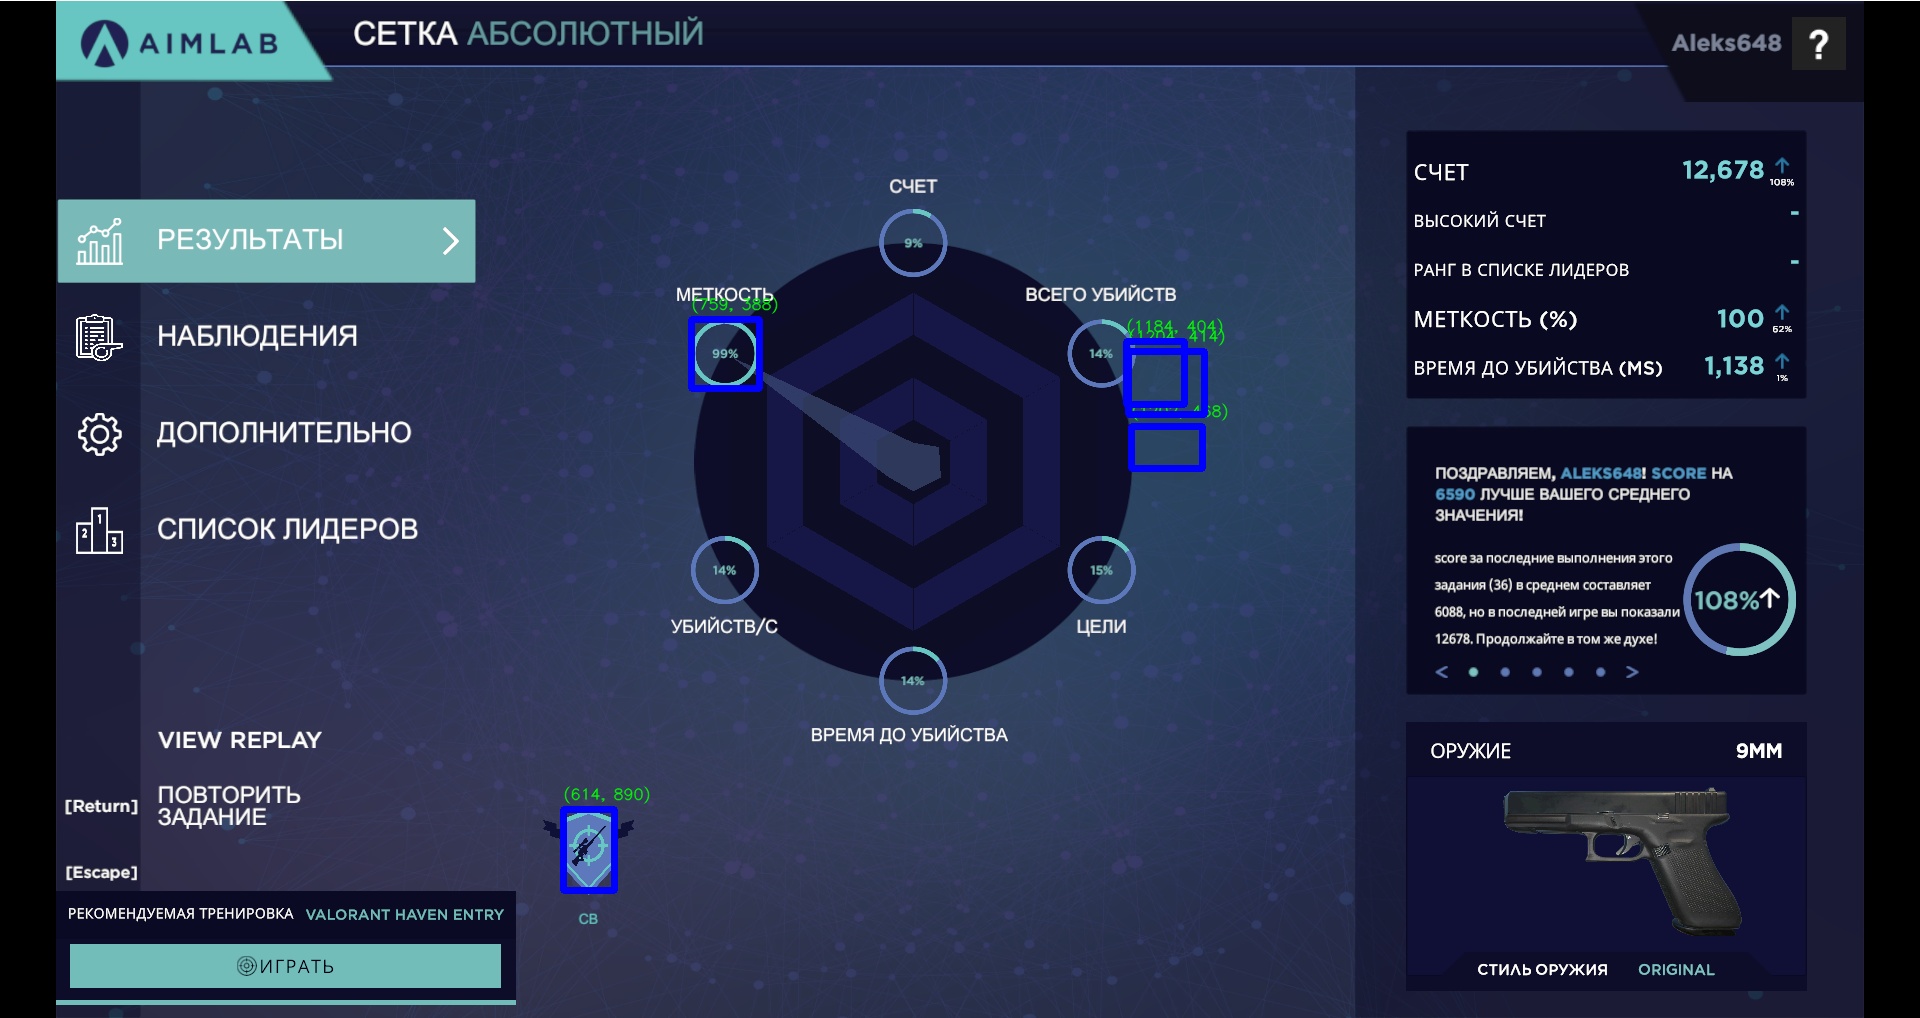 AIMLAB
СЕТКА АБСОЛЮТНЫЙ
Aleks648
?
РЕЗУЛЬТАТЫ
НАБЛЮДЕНИЯ
ДОПОЛНИТЕЛЬНО
СПИСОК ЛИДЕРОВ
VIEW REPLAY
[Return] ПОВТОРИТЬ
ЗАДАНИЕ
[Escape]
РЕКОМЕНДУЕМАЯ ТРЕНИРОВКА VALORANT HAVEN ENTRY
ИГРАТЬ
СЧЕТ
9%
МЕТКОСТЬ
(759, 388)
99%
ВСЕГО УБИЙСТВ
14%
(1184, 404)
(1204, 414)
14%
УБИЙСТВ/С
15%
ЦЕЛИ
14%
ВРЕМЯ ДО УБИЙСТВА
(614, 890)
СВ
СЧЕТ 12,678
108%
ВЫСОКИЙ СЧЕТ -
РАНГ В СПИСКЕ ЛИДЕРОВ -
МЕТКОСТЬ (%) 100
62%
ВРЕМЯ ДО УБИЙСТВА (MS) 1,138
1%
ПОЗДРАВЛЯЕМ, ALEKS648! SCORE НА
6590 ЛУЧШЕ ВАШЕГО СРЕДНЕГО
ЗНАЧЕНИЯ!
score за последние выполнения этого
задания (36) в среднем составляет
6088, но в последней игре вы показали
12678. Продолжайте в том же духе!
108%
ОРУЖИЕ 9MM
СТИЛЬ ОРУЖИЯ ORIGINAL